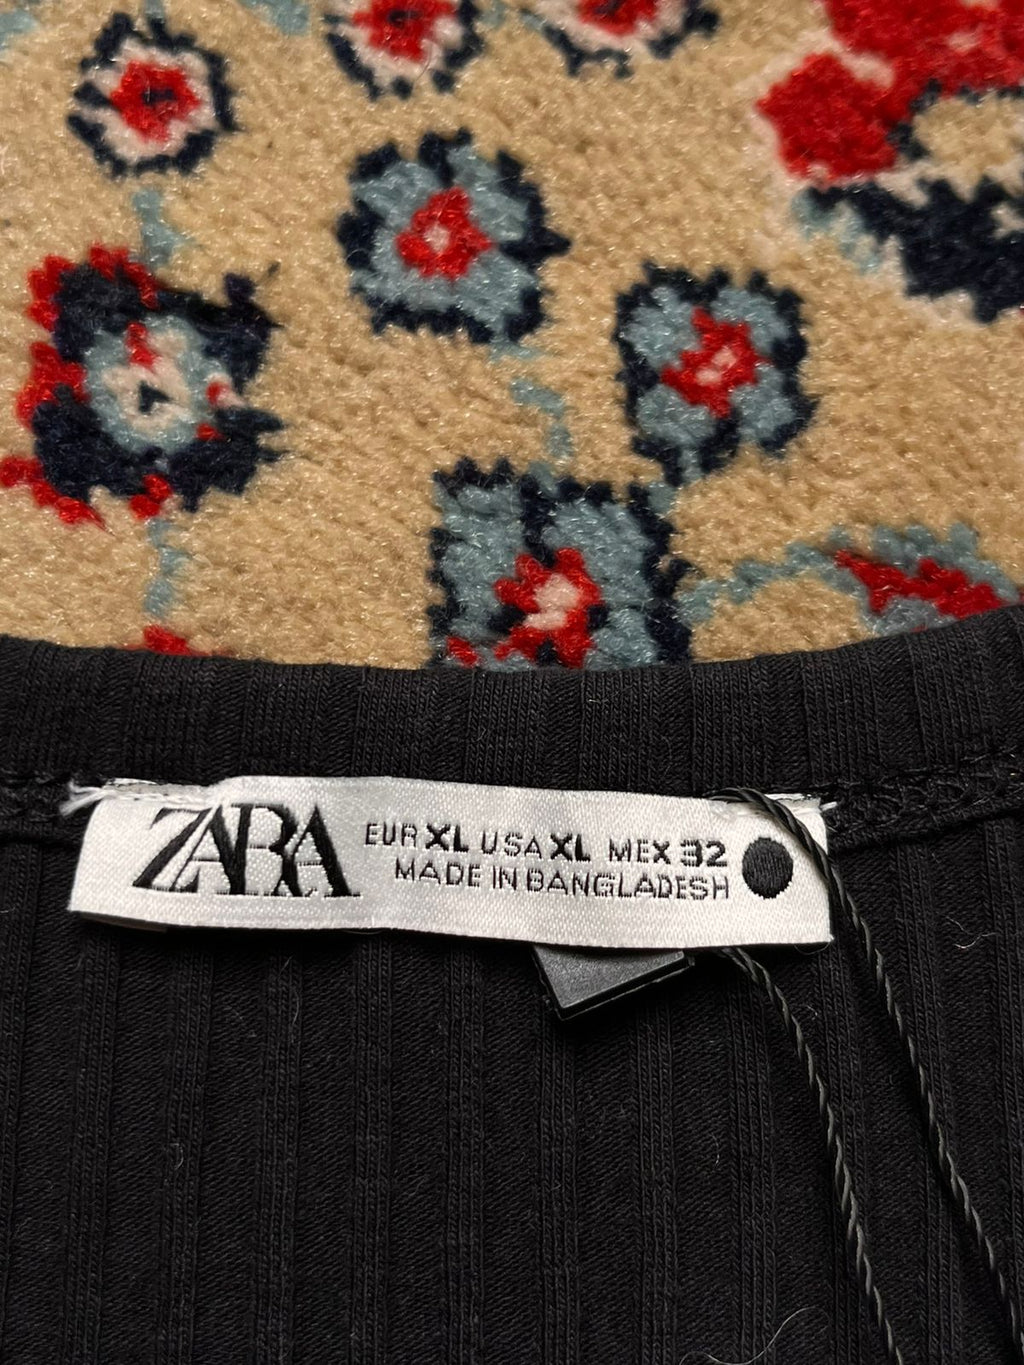 ZARA
EUR XL USA XL MEX 32
MADE IN BANGLADESH